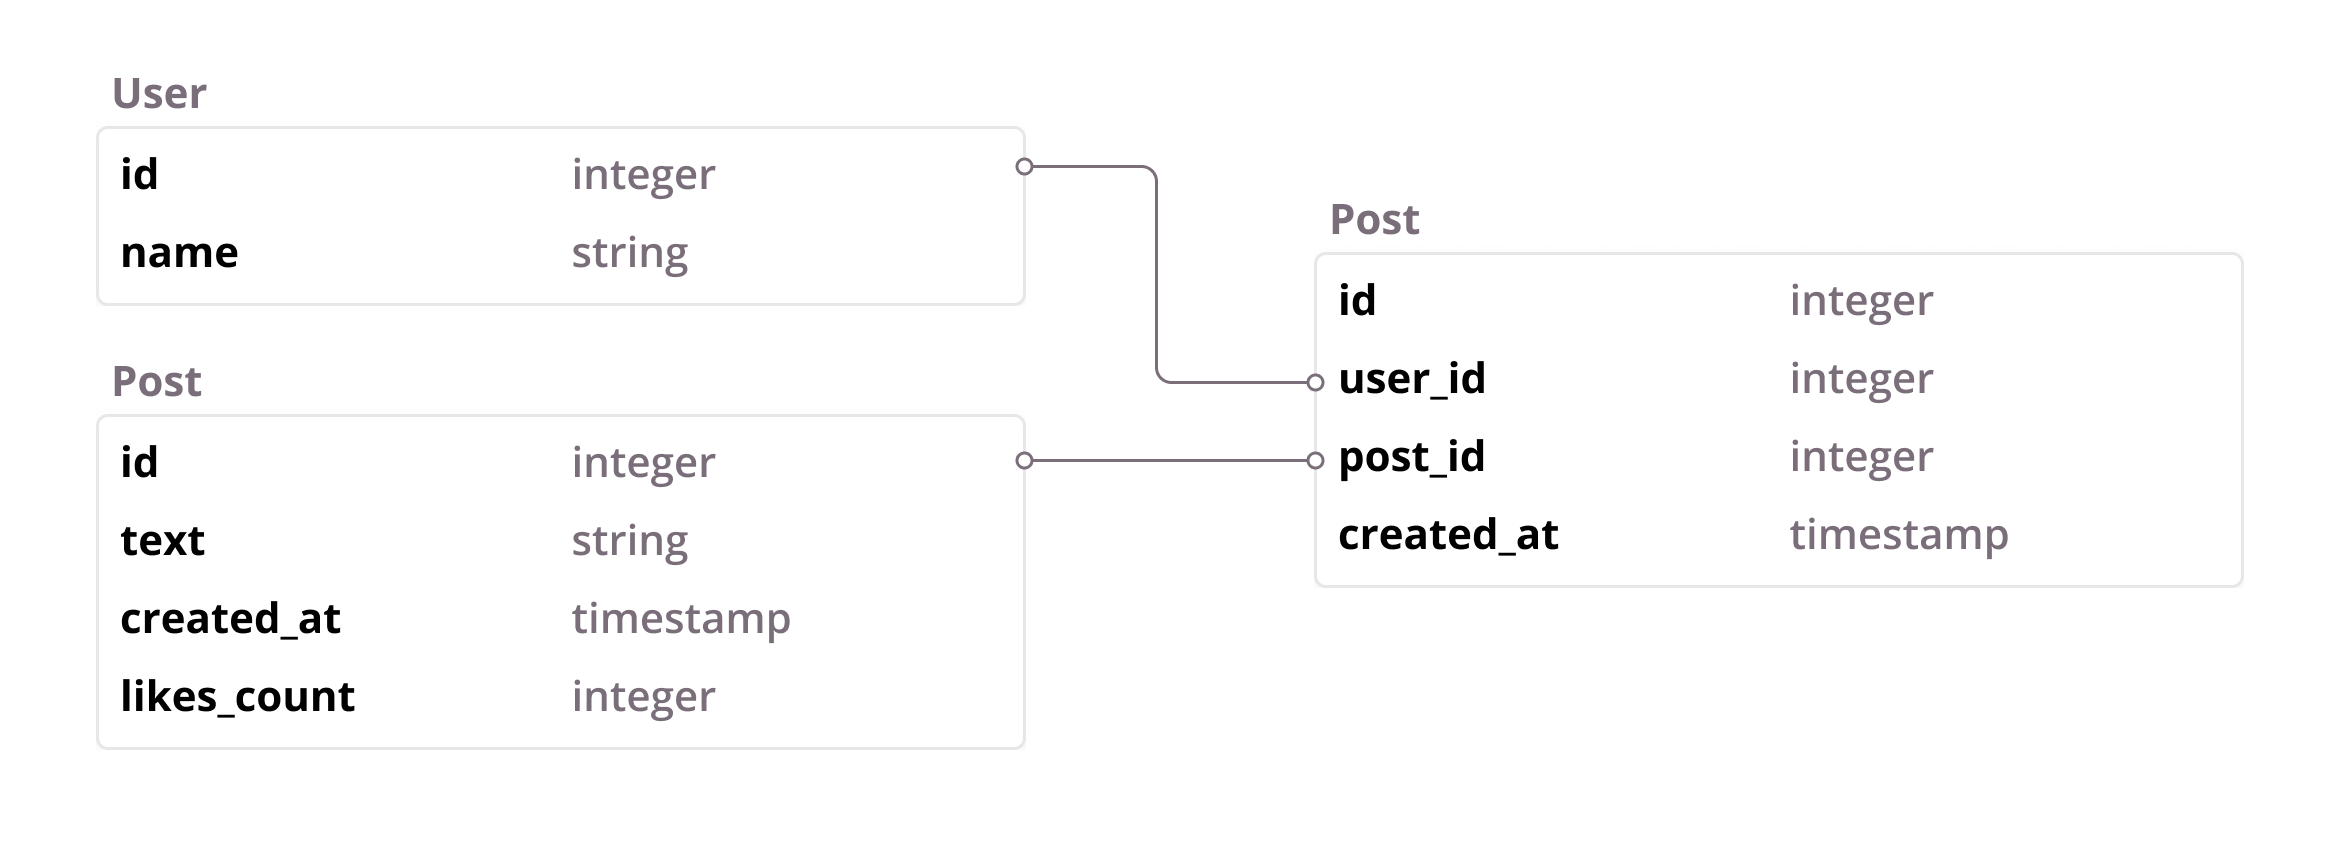 User
id integer
name string
Post
id integer
text string
created_at timestamp
likes_count integer
Post
id integer
user_id integer
post_id integer
created_at timestamp